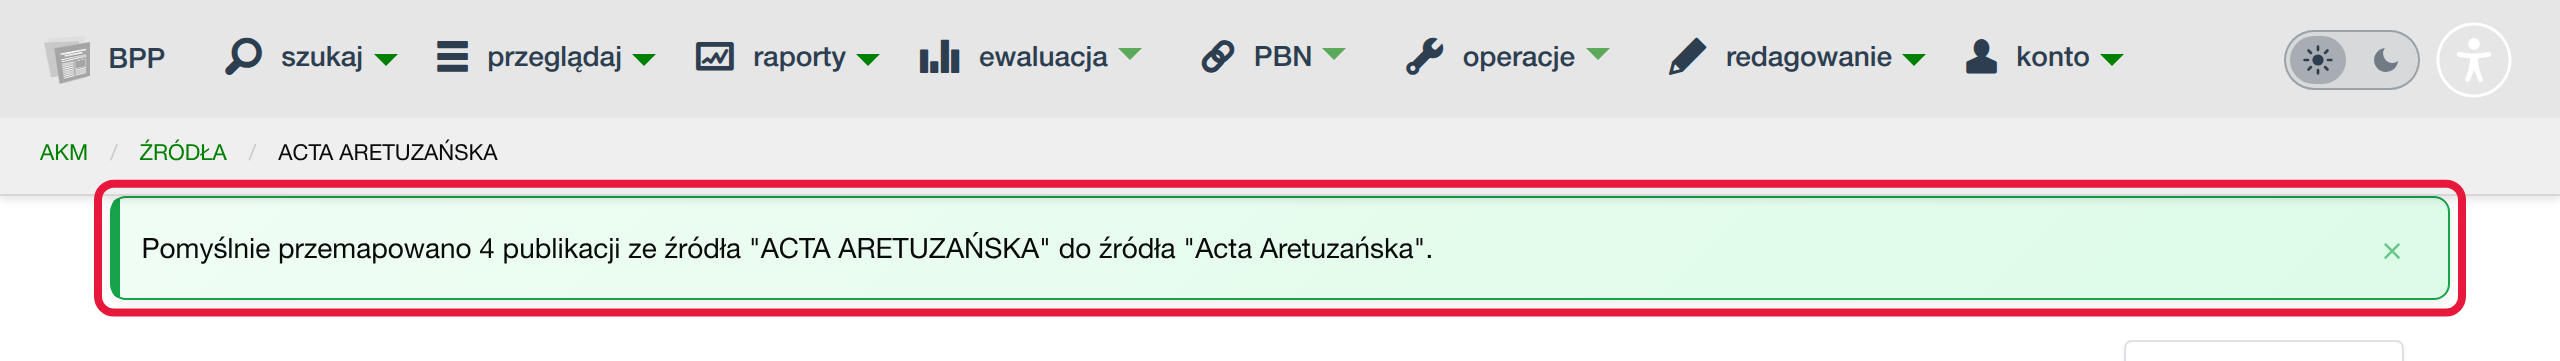 BPP szukaj przeglądaj raporty ewaluacja PBN operacje redagowanie konto
AKM / ŹRÓDŁA / ACTA ARETUZAŃSKA
Pomyślnie przemapowano 4 publikacji ze źródła "ACTA ARETUZAŃSKA" do źródła "Acta Aretuzańska". ×